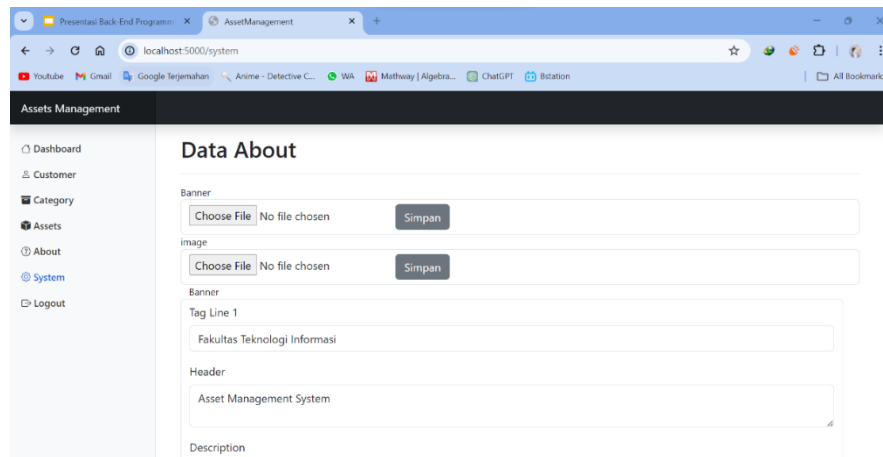 Presentasi Back-End Programmi
AssetManagement
localhost:5000/system
Youtube
Gmail
Google Terjemahan
Anime - Detective C...
WA
Mathway | Algebra...
ChatGPT
Bstation
All Bookmark
Assets Management
Dashboard
Customer
Category
Assets
About
System
Logout
Data About
Banner
Choose File No file chosen
Simpan
image
Choose File No file chosen
Simpan
Banner
Tag Line 1
Fakultas Teknologi Informasi
Header
Asset Management System
Description